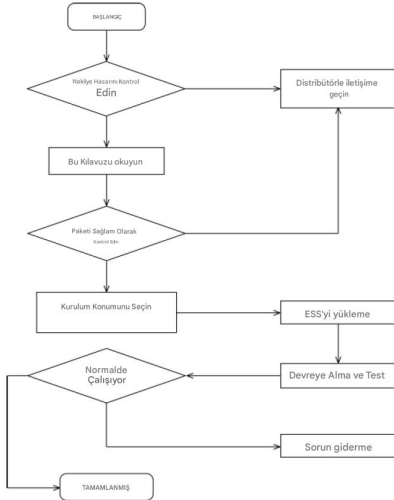 BAŞLANGIÇ
Nakliye Hasarını Kontrol
Edin
Distribütörle iletişime
geçin
Bu Kılavuzu okuyun
Paketi Sağlam Olarak
Kontrol Edin
Kurulum Konumunu Seçin
ESS'yi yükleme
Normalde
Çalışıyor
Devreye Alma ve Test
Sorun giderme
TAMAMLANMIŞ